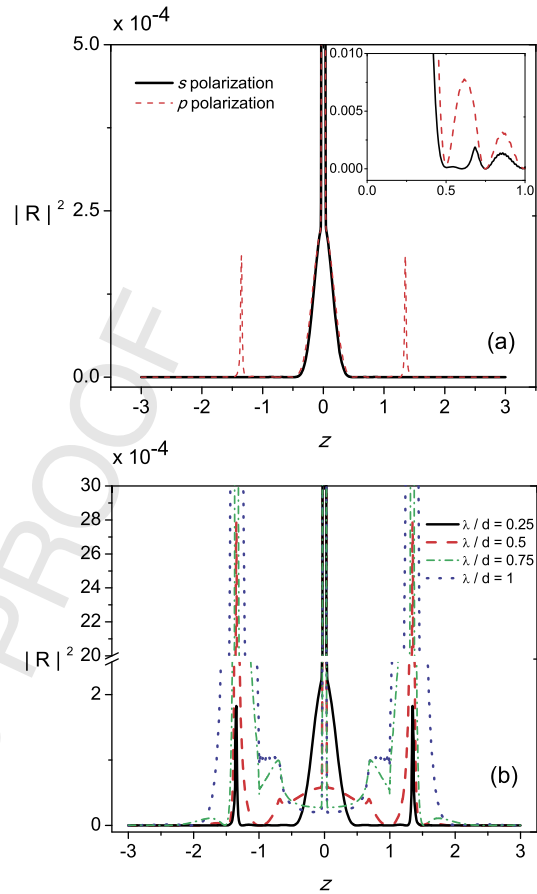 x 10⁻⁴
5.0
2.5
0.0
| R | ²
s polarization
p polarization
0.010
0.005
0.000
0.0 0.5 1.0
(a)
-3 -2 -1 0 1 2 3
z
x 10⁻⁴
30
28
26
24
22
20
2
0
| R | ²
λ / d = 0.25
λ / d = 0.5
λ / d = 0.75
λ / d = 1
(b)
-3 -2 -1 0 1 2 3
z
PROOF